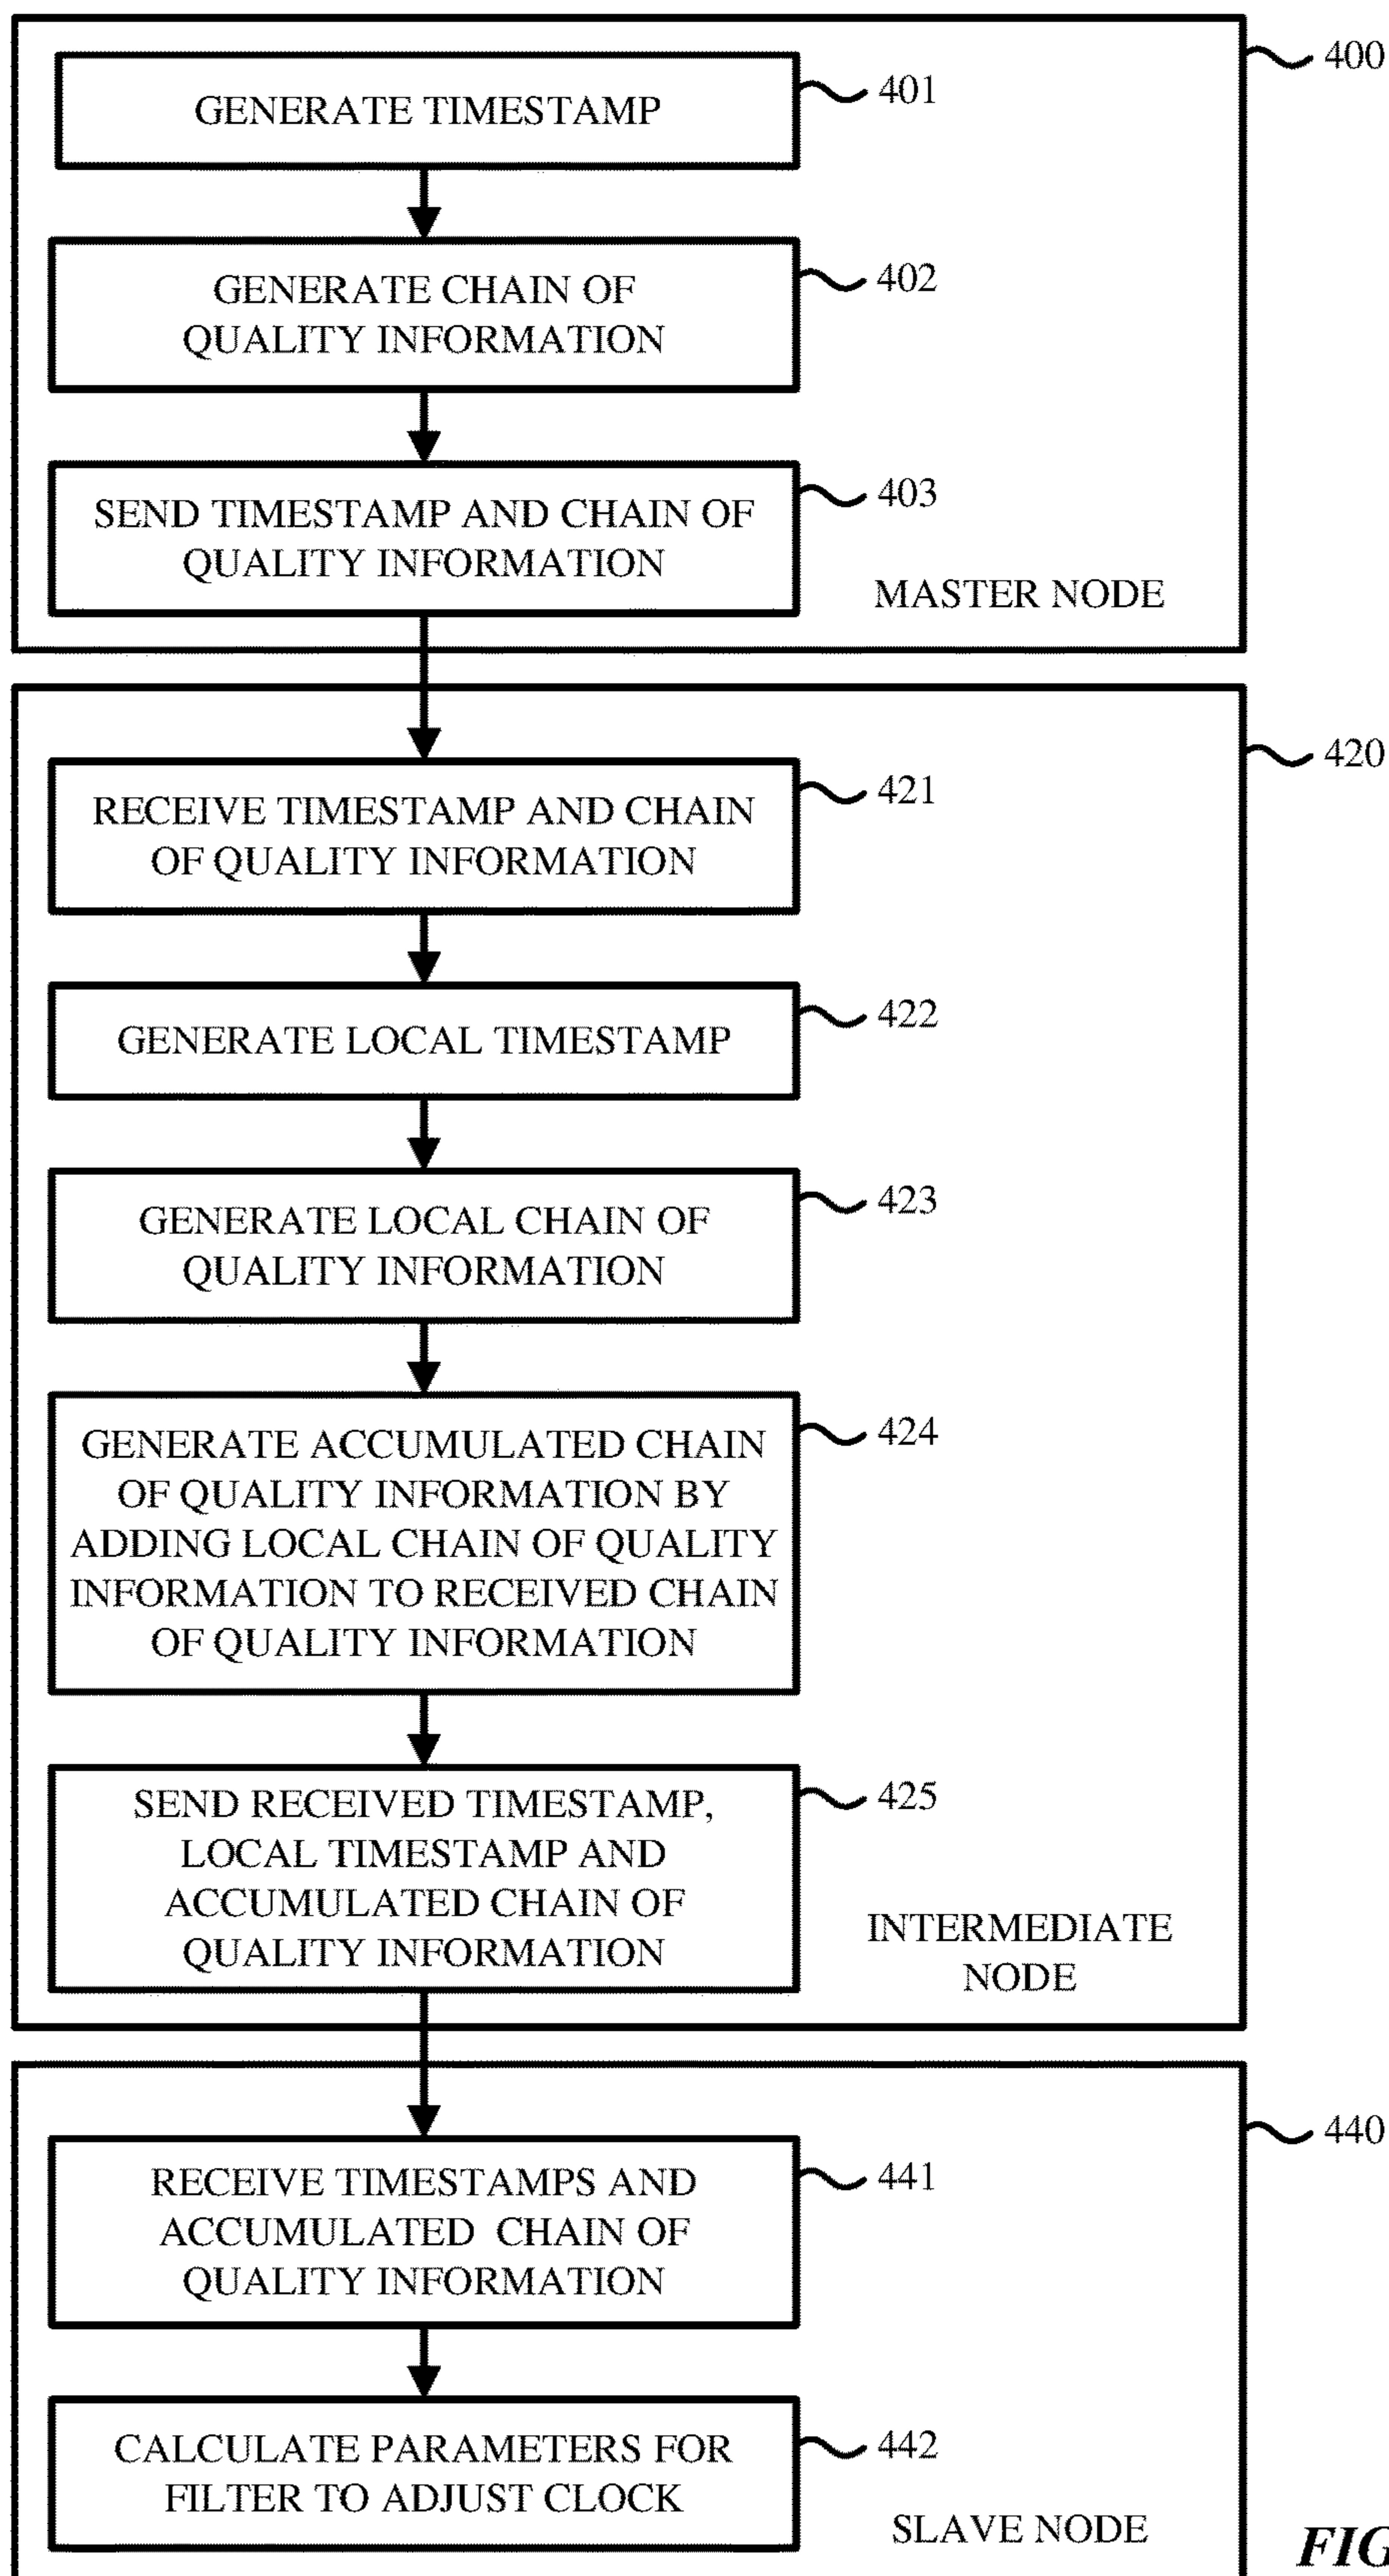 400
GENERATE TIMESTAMP
401
GENERATE CHAIN OF
QUALITY INFORMATION
402
SEND TIMESTAMP AND CHAIN OF
QUALITY INFORMATION
403
MASTER NODE
420
RECEIVE TIMESTAMP AND CHAIN
OF QUALITY INFORMATION
421
GENERATE LOCAL TIMESTAMP
422
GENERATE LOCAL CHAIN OF
QUALITY INFORMATION
423
GENERATE ACCUMULATED CHAIN
OF QUALITY INFORMATION BY
ADDING LOCAL CHAIN OF QUALITY
INFORMATION TO RECEIVED CHAIN
OF QUALITY INFORMATION
424
SEND RECEIVED TIMESTAMP,
LOCAL TIMESTAMP AND
ACCUMULATED CHAIN OF
QUALITY INFORMATION
425
INTERMEDIATE
NODE
440
RECEIVE TIMESTAMPS AND
ACCUMULATED CHAIN OF
QUALITY INFORMATION
441
CALCULATE PARAMETERS FOR
FILTER TO ADJUST CLOCK
442
SLAVE NODE
FIG